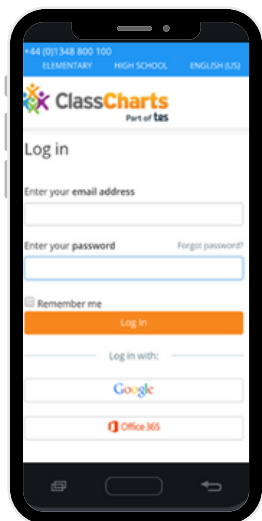 +44 (0)1348 800 100
ELEMENTARY HIGH SCHOOL ENGLISH (US)
ClassCharts
Part of tes
Log in
Enter your email address
Enter your password Forgot password?
Remember me
Log in
Log in with:
Google
Office 365